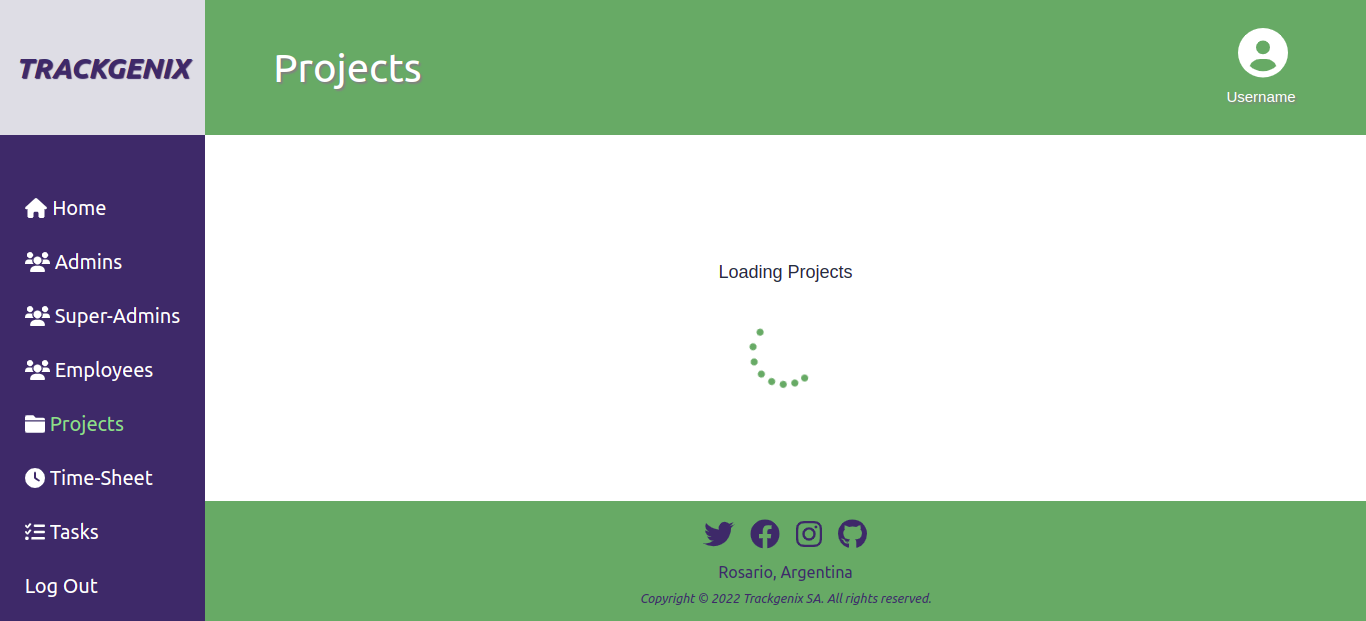 TRACKGENIX
Projects
Username
Home
Admins
Super-Admins
Employees
Projects
Time-Sheet
Tasks
Log Out
Loading Projects
Rosario, Argentina
Copyright © 2022 Trackgenix SA. All rights reserved.